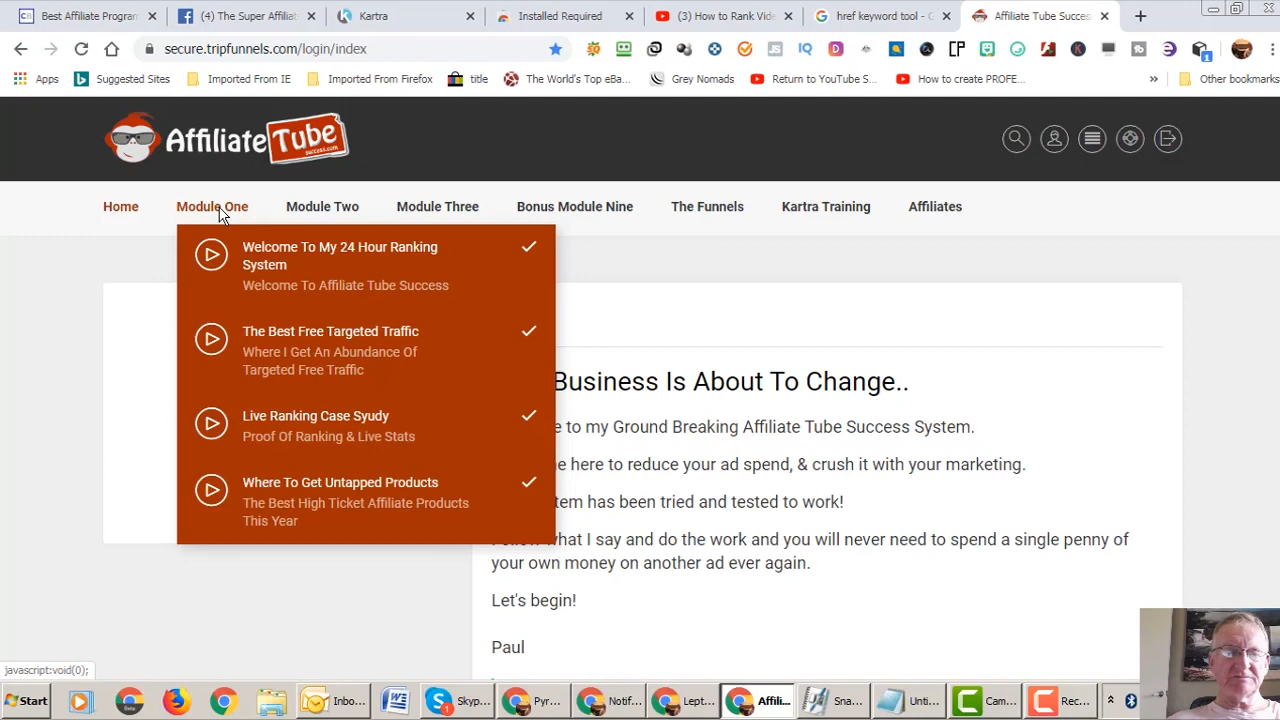 Best Affiliate Progran
(4) The Super Affiliat
Kartra
Installed Required
(3) How to Rank Vide
href keyword tool - G
Affiliate Tube Succes
secure.tripfunnels.com/login/index
Apps
Suggested Sites
Imported From IE
Imported From Firefox
title
The World's Top eBa...
Grey Nomads
Return to YouTube S...
How to create PROFE...
Other bookmarks
Affiliate Tube
success.com
Home
Module One
Module Two
Module Three
Bonus Module Nine
The Funnels
Kartra Training
Affiliates
Welcome To My 24 Hour Ranking
System
Welcome To Affiliate Tube Success
The Best Free Targeted Traffic
Where I Get An Abundance Of
Targeted Free Traffic
Live Ranking Case Syudy
Proof Of Ranking & Live Stats
Where To Get Untapped Products
The Best High Ticket Affiliate Products
This Year
Business Is About To Change..
e to my Ground Breaking Affiliate Tube Success System.
e here to reduce your ad spend, & crush it with your marketing.
tem has been tried and tested to work!
what I say and do the work and you will never need to spend a single penny of
your own money on another ad ever again.
Let's begin!
Paul
javascript:void(0);
Start
Inbo...
Skyp...
Pyr...
Notif...
Lept...
Affili...
Sna...
Unti...
Cam...
Rec...